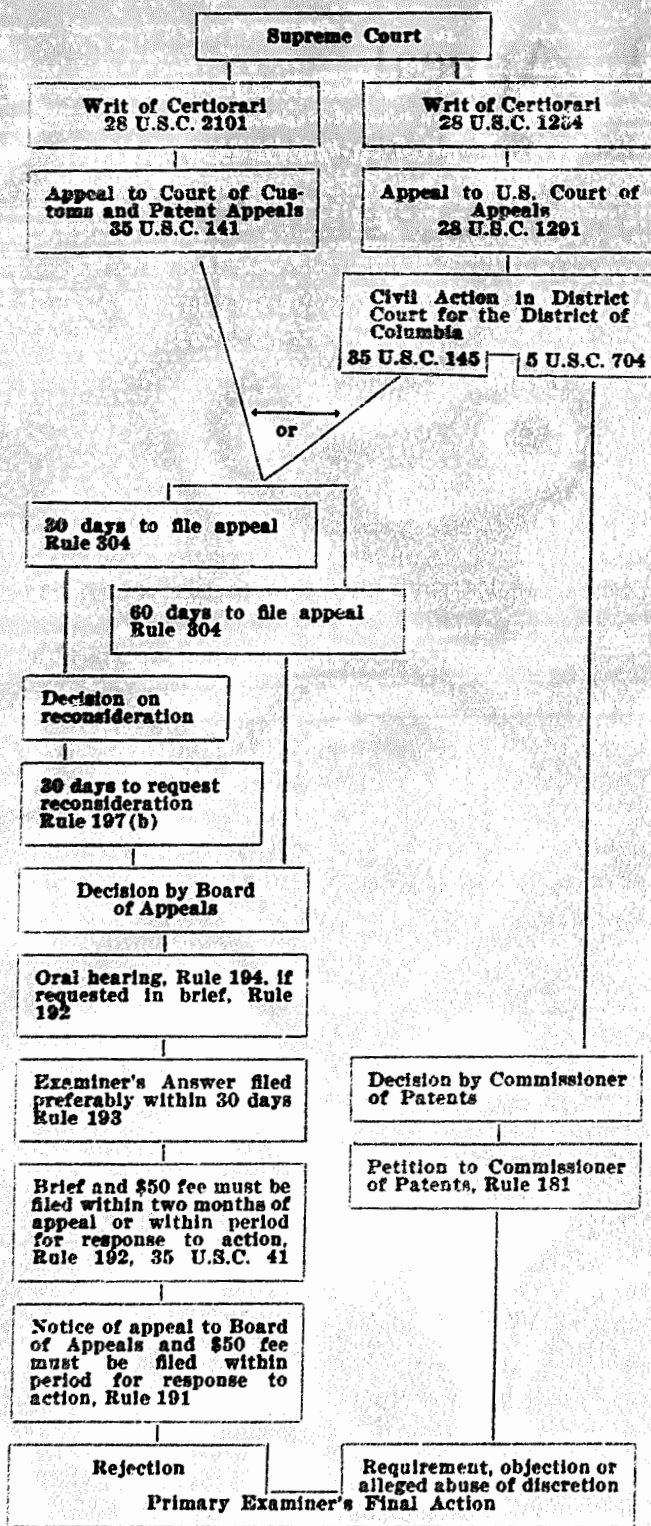 Supreme Court
Writ of Certiorari
28 U.S.C. 2101
Writ of Certiorari
28 U.S.C. 1254
Appeal to Court of Cus-
toms and Patent Appeals
35 U.S.C. 141
Appeal to U.S. Court of
Appeals
28 U.S.C. 1291
Civil Action in District
Court for the District of
Columbia
35 U.S.C. 145
5 U.S.C. 704
or
30 days to file appeal
Rule 304
60 days to file appeal
Rule 304
Decision on
reconsideration
30 days to request
reconsideration
Rule 197(b)
Decision by Board
of Appeals
Oral hearing, Rule 194, if
requested in brief, Rule
192
Examiner's Answer filed
preferably within 30 days
Rule 193
Decision by Commissioner
of Patents
Petition to Commissioner
of Patents, Rule 181
Brief and $50 fee must be
filed within two months of
appeal or within period
for response to action,
Rule 192, 35 U.S.C. 41
Notice of appeal to Board
of Appeals and $50 fee
must be filed within
period for response to
action, Rule 191
Rejection
Requirement, objection or
alleged abuse of discretion
Primary Examiner's Final Action